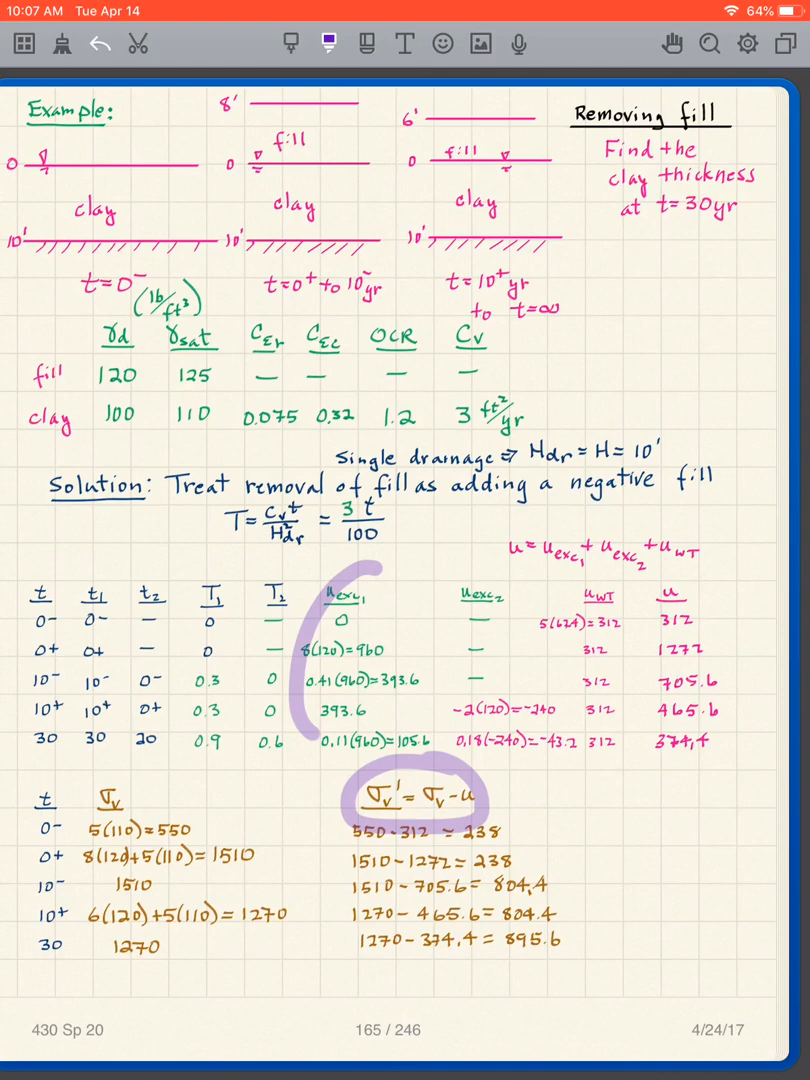 10:07 AM Tue Apr 14 64%
Example:
8' 6' Removing fill
0 fill 0 fill 0 Find the
clay clay clay clay thickness
at t=30yr
10' 10' 10'
t=0⁻ t=0⁺ to 10⁻yr t=10⁺yr
to t=∞
(lb/ft³)
γd γsat CƐr CƐc OCR Cv
fill 120 125 — — — —
clay 100 110 0.075 0.32 1.2 3 ft²/yr
Single drainage ⇒ Hdr = H = 10'
Solution: Treat removal of fill as adding a negative fill
T = Cvt/H²dr = 3t/100
u = uexc₁ + uexc₂ + uWT
t t1 t2 T1 T2 uexc₁ uexc₂ uWT u
0- 0- — 0 — 0 — 5(62.4)=312 312
0+ 0+ — 0 — 8(120)=960 — 312 1272
10- 10- 0- 0.3 0 0.41(960)=393.6 — 312 705.6
10+ 10+ 0+ 0.3 0 393.6 -2(120)=-240 312 465.6
30 30 20 0.9 0.6 0.11(960)=105.6 0.18(-240)=-43.2 312 374.4
t σv σv' = σv - u
0- 5(110)=550 550-312 = 238
0+ 8(120)+5(110)=1510 1510-1272=238
10- 1510 1510-705.6=804.4
10+ 6(120)+5(110)=1270 1270-465.6=804.4
30 1270 1270-374.4=895.6
430 Sp 20 165 / 246 4/24/17